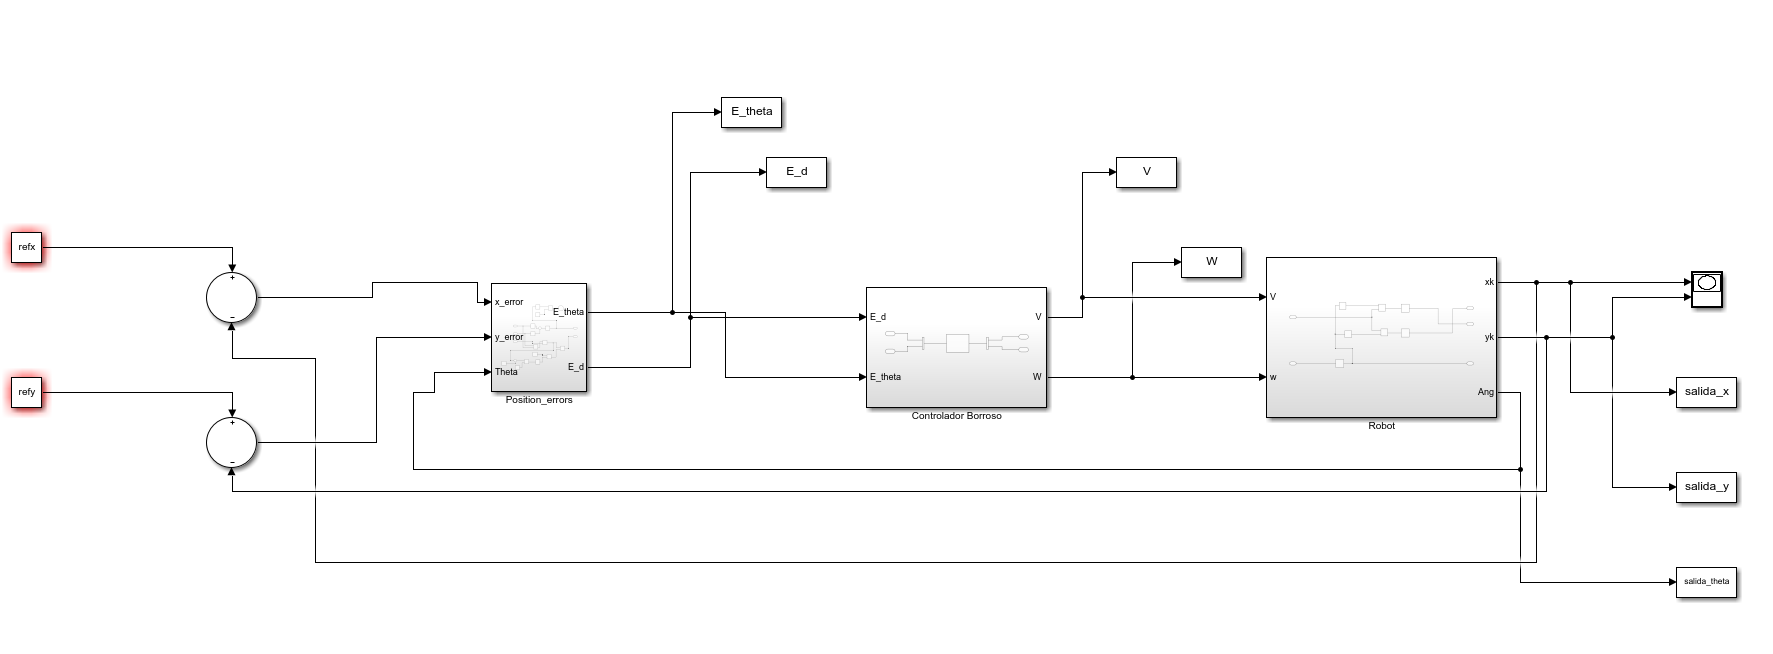 E_theta
E_d
V
W
refx
+
−
refy
+
−
x_error
y_error
Theta
E_theta
E_d
Position_errors
E_d
E_theta
V
W
Controlador Borroso
V
w
xk
yk
Ang
Robot
salida_x
salida_y
salida_theta